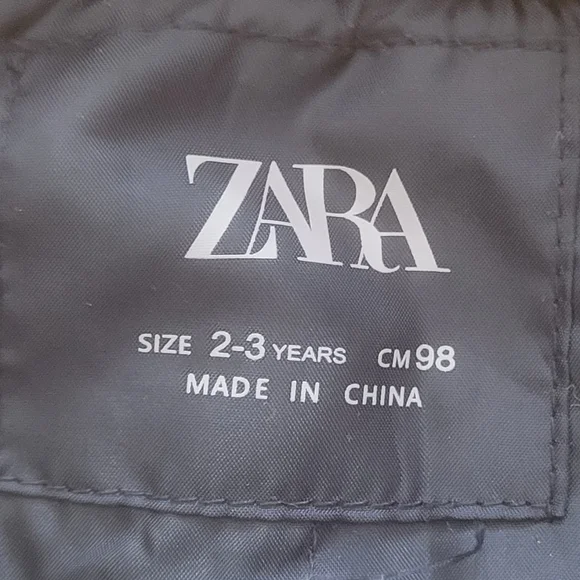 ZARA
SIZE 2-3 YEARS CM 98
MADE IN CHINA